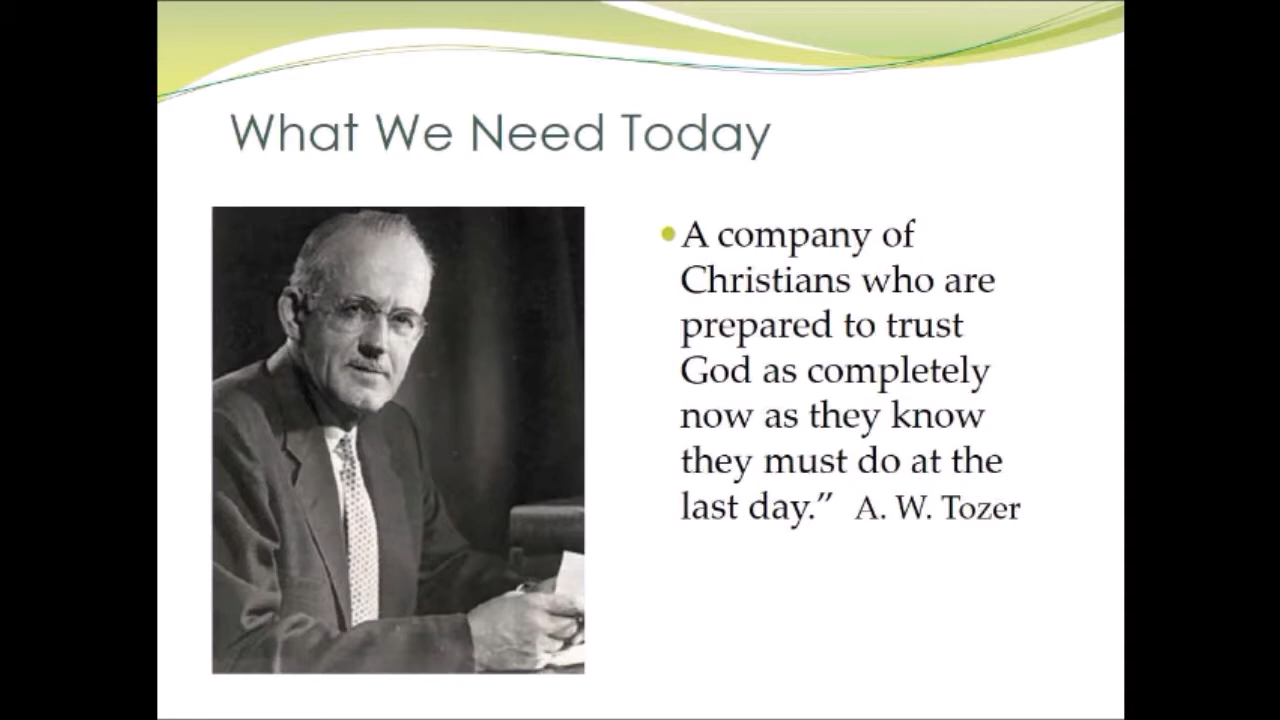 What We Need Today
A company of
Christians who are
prepared to trust
God as completely
now as they know
they must do at the
last day.” A. W. Tozer